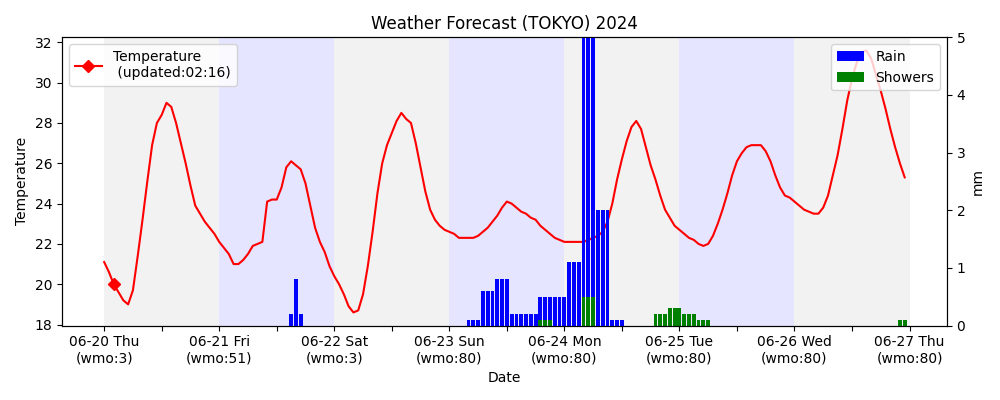 Weather Forecast (TOKYO) 2024
Temperature
(updated:02:16)
Rain
Showers
32
30
28
26
24
22
20
18
Temperature
5
4
3
2
1
0
mm
06-20 Thu
(wmo:3)
06-21 Fri
(wmo:51)
06-22 Sat
(wmo:3)
06-23 Sun
(wmo:80)
06-24 Mon
(wmo:80)
06-25 Tue
(wmo:80)
06-26 Wed
(wmo:80)
06-27 Thu
(wmo:80)
Date